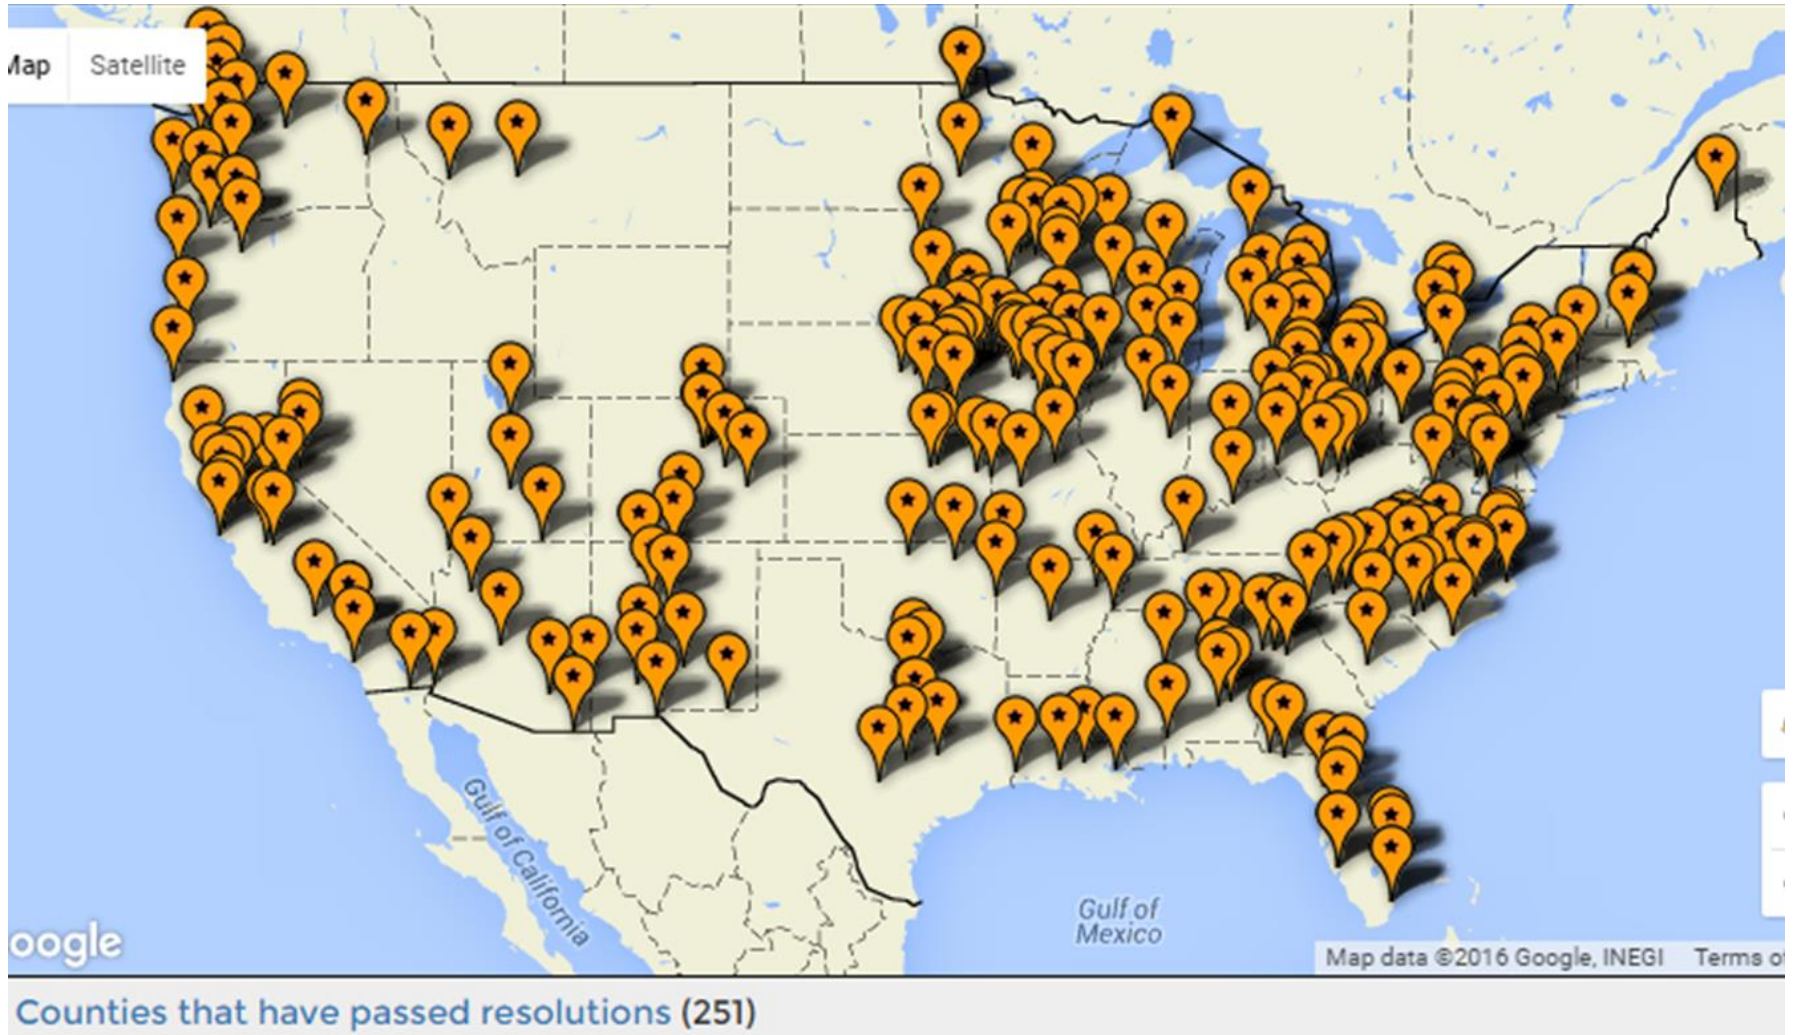 Map
Satellite
Gulf of California
Gulf of
Mexico
oogle
Map data ©2016 Google, INEGI
Terms of
Counties that have passed resolutions (251)